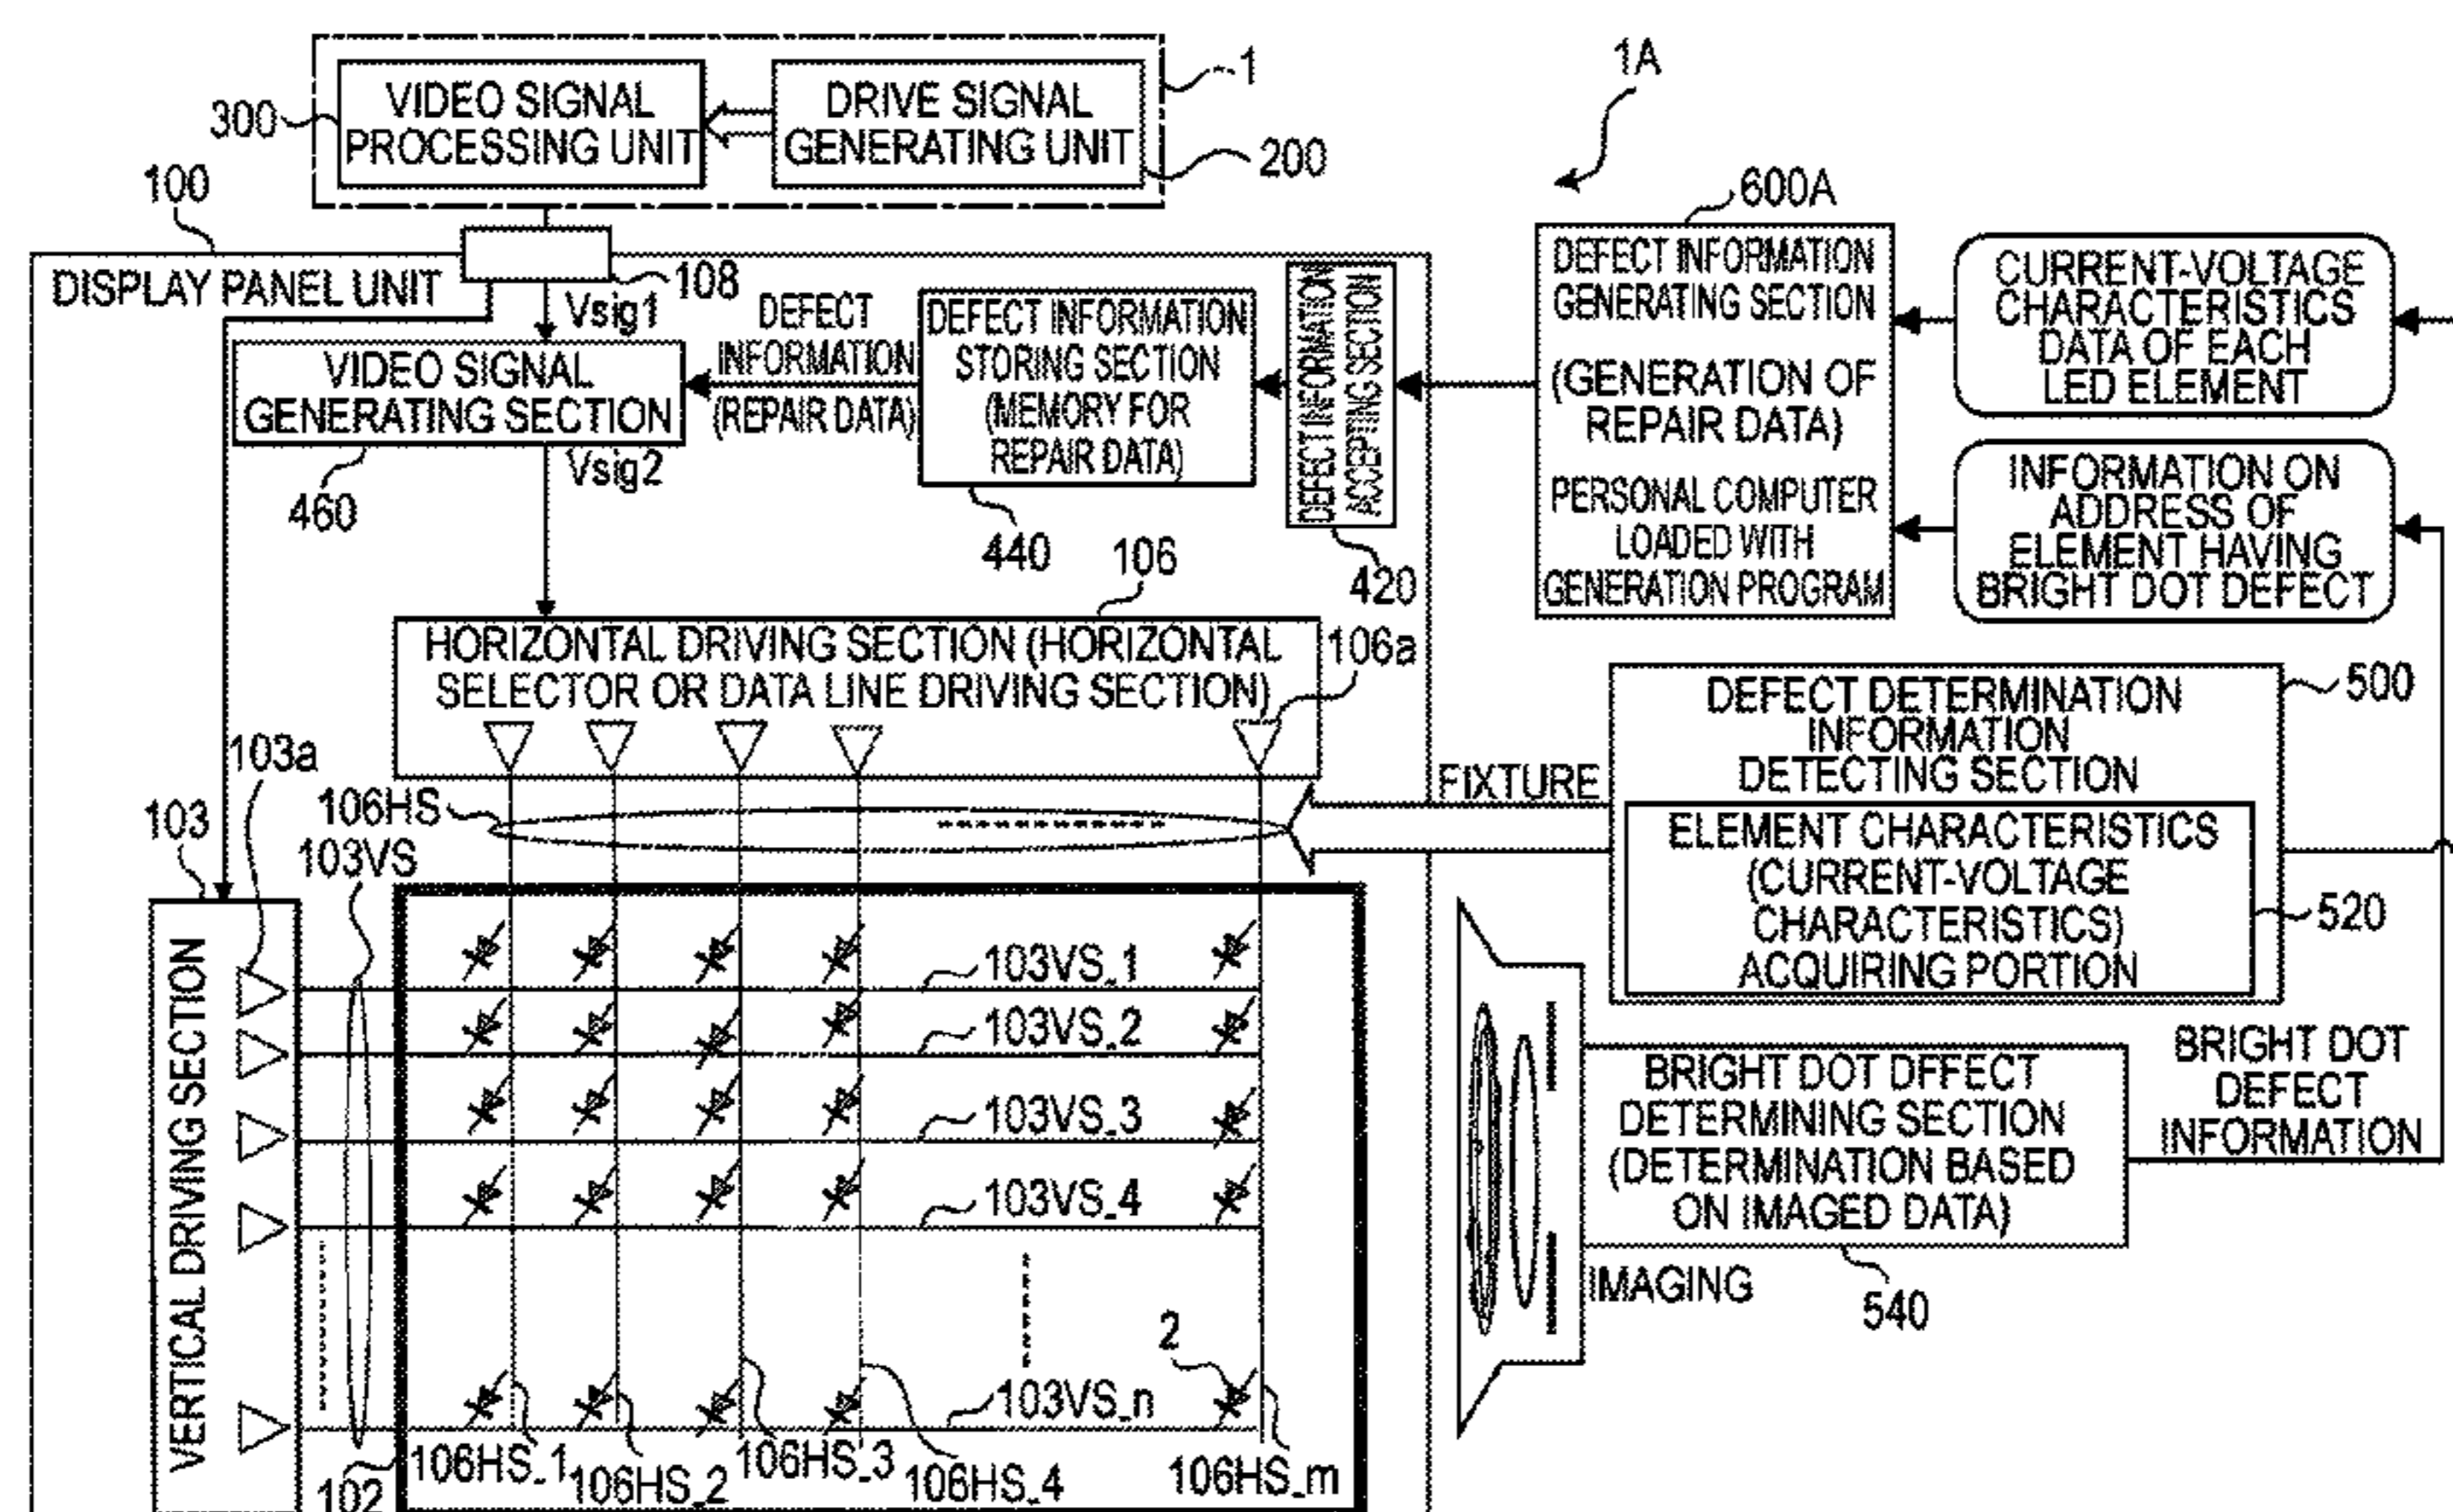 1
1A
VIDEO SIGNAL
PROCESSING UNIT
300
DRIVE SIGNAL
GENERATING UNIT
200
100
600A
DISPLAY PANEL UNIT
108
Vsig1
VIDEO SIGNAL
GENERATING SECTION
Vsig2
460
DEFECT
INFORMATION
(REPAIR DATA)
DEFECT INFORMATION
STORING SECTION
(MEMORY FOR
REPAIR DATA)
440
DEFECT INFORMATION
ACCEPTING SECTION
420
DEFECT INFORMATION
GENERATING SECTION
(GENERATION OF
REPAIR DATA)
PERSONAL COMPUTER
LOADED WITH
GENERATION PROGRAM
CURRENT-VOLTAGE
CHARACTERISTICS
DATA OF EACH
LED ELEMENT
INFORMATION ON
ADDRESS OF
ELEMENT HAVING
BRIGHT DOT DEFECT
106
HORIZONTAL DRIVING SECTION (HORIZONTAL
SELECTOR OR DATA LINE DRIVING SECTION)
106a
500
DEFECT DETERMINATION
INFORMATION
DETECTING SECTION
FIXTURE
ELEMENT CHARACTERISTICS
(CURRENT-VOLTAGE
CHARACTERISTICS)
ACQUIRING PORTION
520
103a
103
106HS
103VS
VERTICAL DRIVING SECTION
103VS_1
103VS_2
103VS_3
103VS_4
103VS_n
2
BRIGHT DOT DFFECT
DETERMINING SECTION
(DETERMINATION BASED
ON IMAGED DATA)
BRIGHT DOT
DEFECT
INFORMATION
IMAGING
540
102
106HS_1
106HS_2
106HS_3
106HS_4
106HS_m